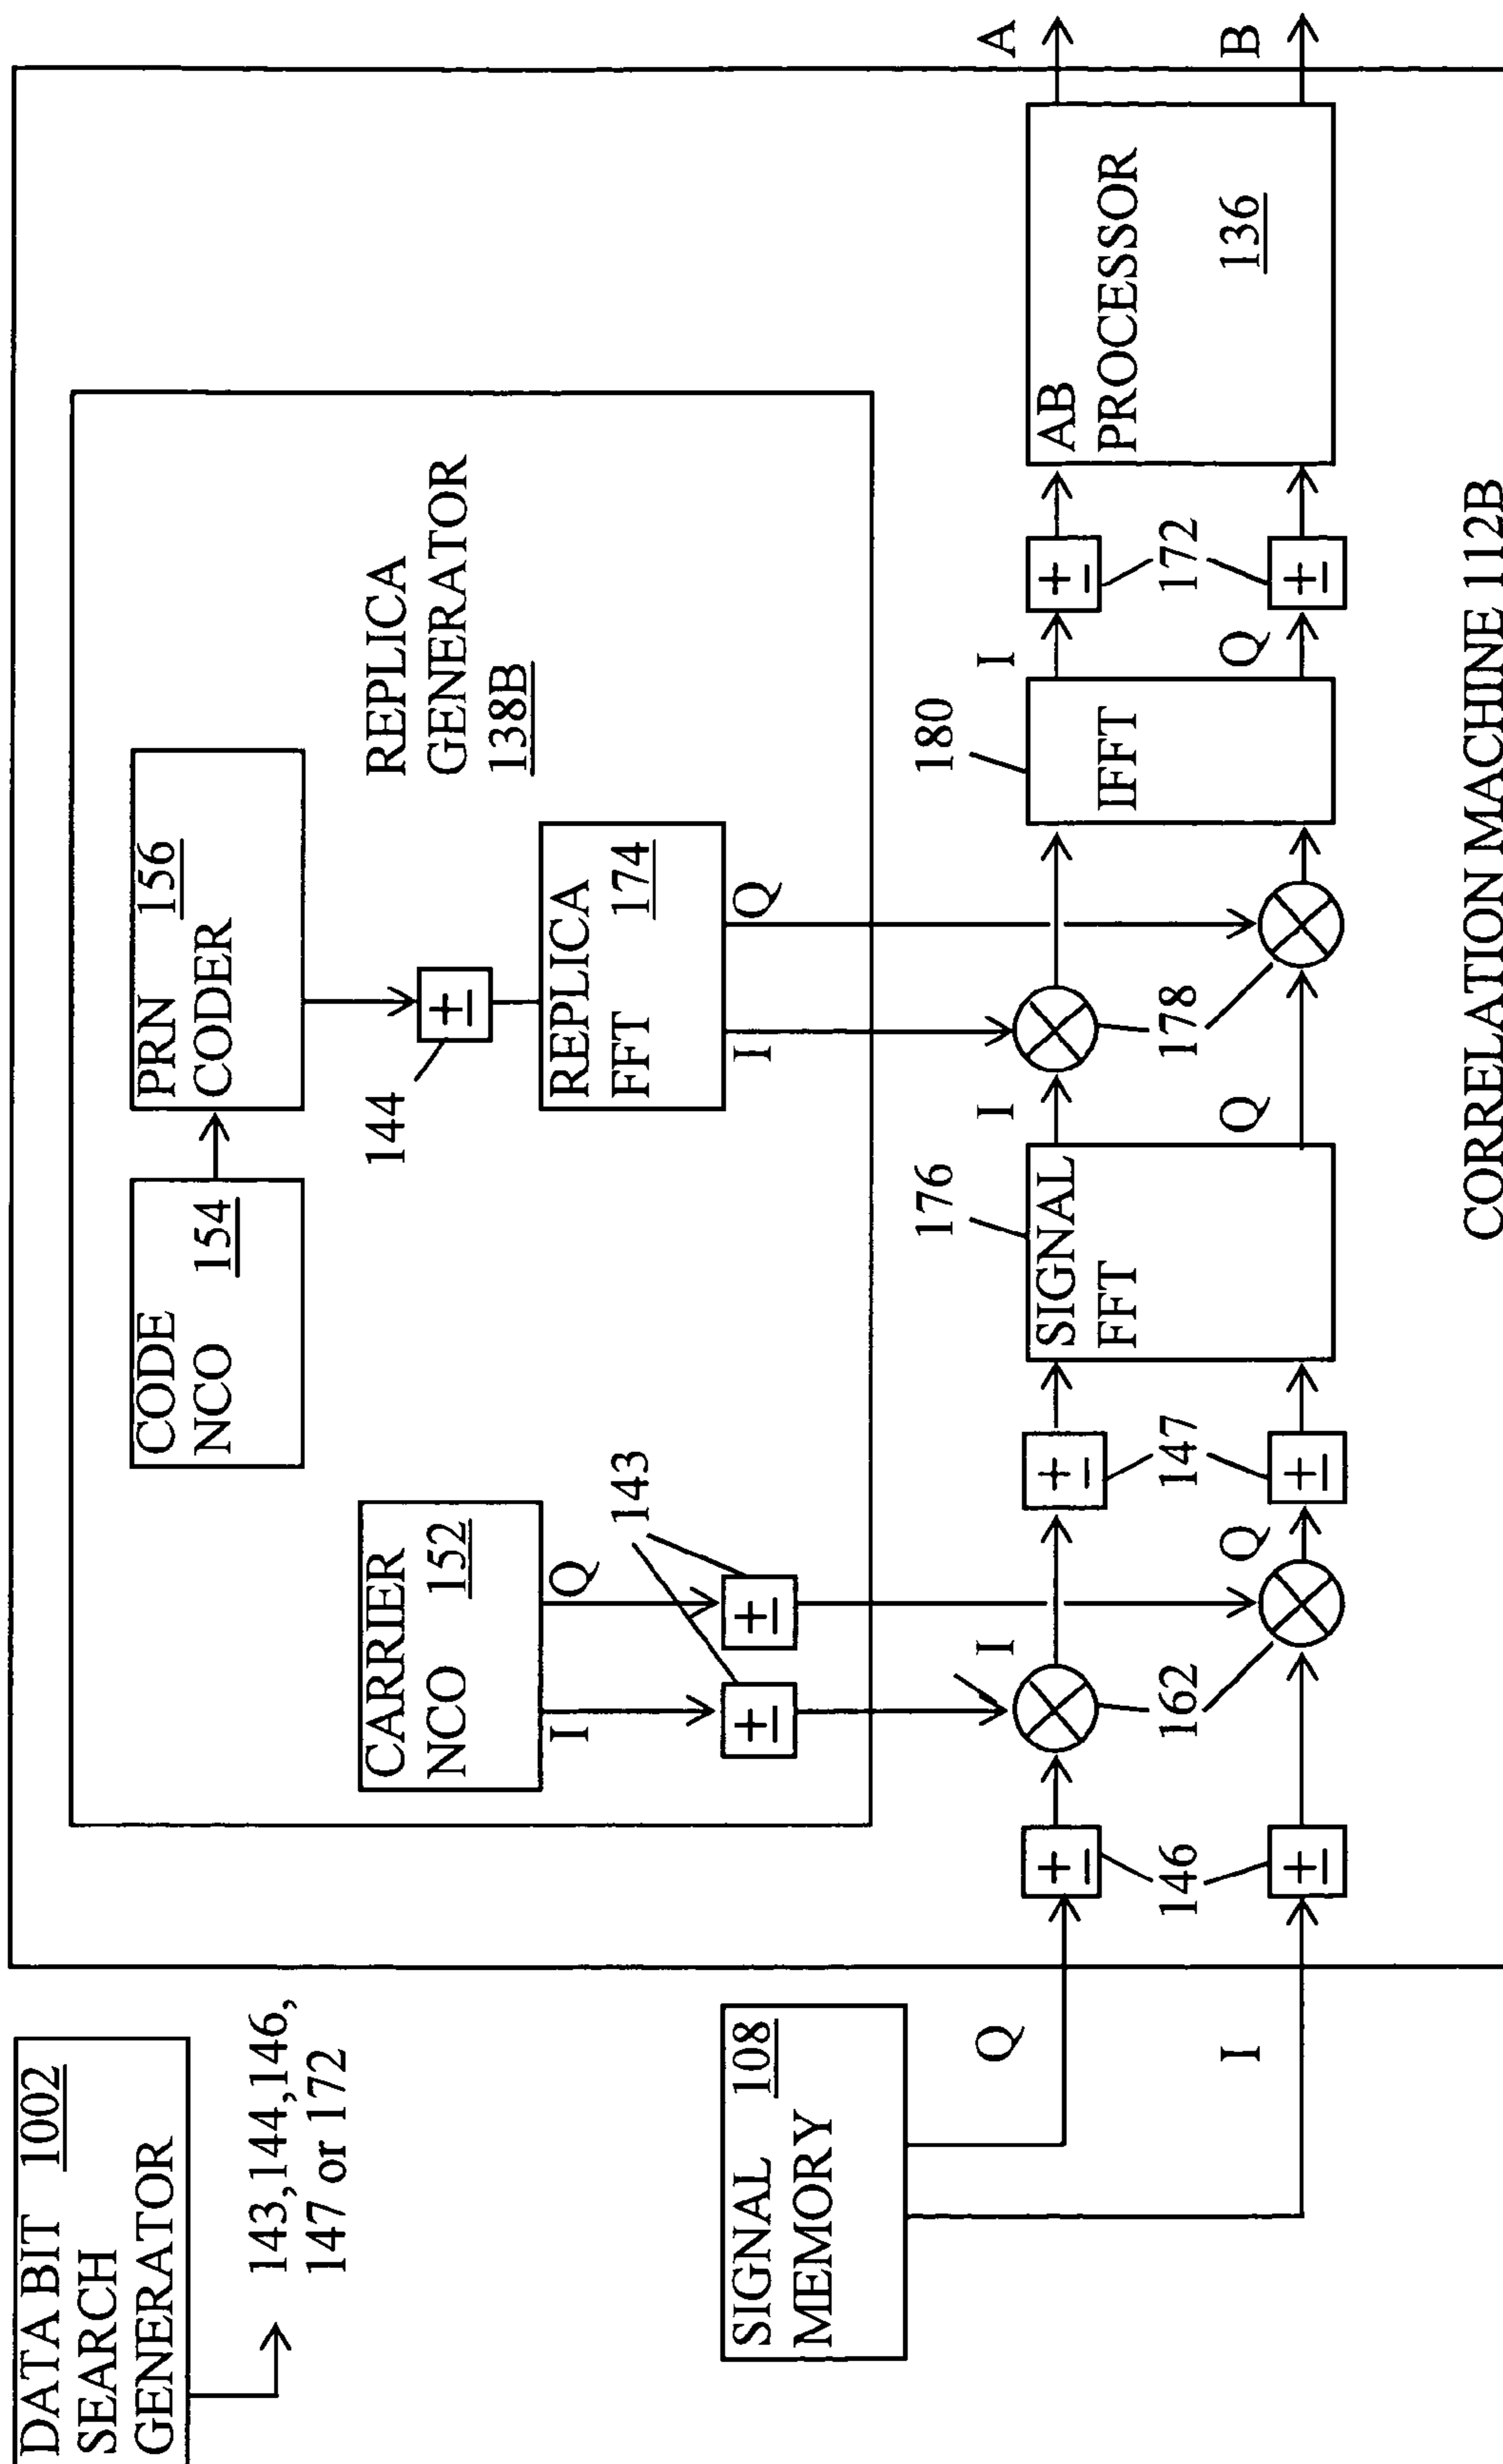 DATA BIT 1002
SEARCH
GENERATOR
143,144,146,
147 or 172
SIGNAL 108
MEMORY
Q
I
CODE
NCO 154
PRN 156
CODER
CARRIER
NCO 152
I
Q
143
144
±
±
±
REPLICA
FFT 174
I
Q
REPLICA
GENERATOR
138B
±
±
146
162
I
Q
±
±
147
176
SIGNAL
FFT
I
Q
178
180
IFFT
I
Q
±
±
172
AB
PROCESSOR
136
A
B
CORRELATION MACHINE 112B